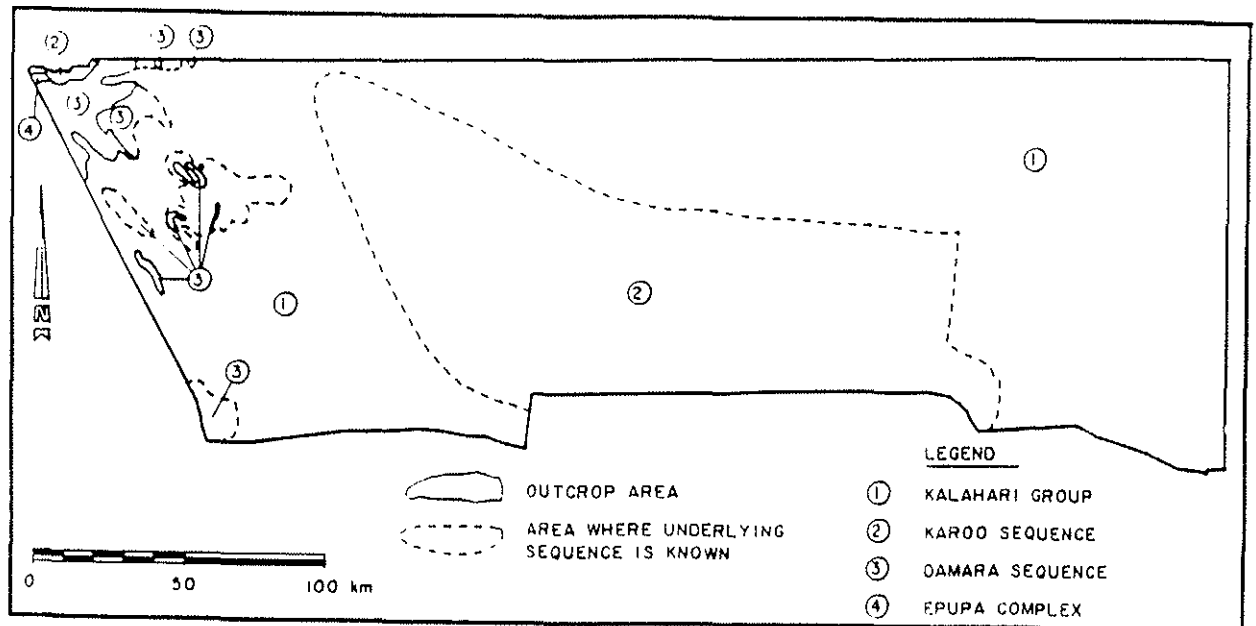 2
3
3
3
3
4
1
N
3
1
2
3
OUTCROP AREA
AREA WHERE UNDERLYING
SEQUENCE IS KNOWN
0 50 100 km
LEGEND
1 KALAHARI GROUP
2 KAROO SEQUENCE
3 DAMARA SEQUENCE
4 EPUPA COMPLEX